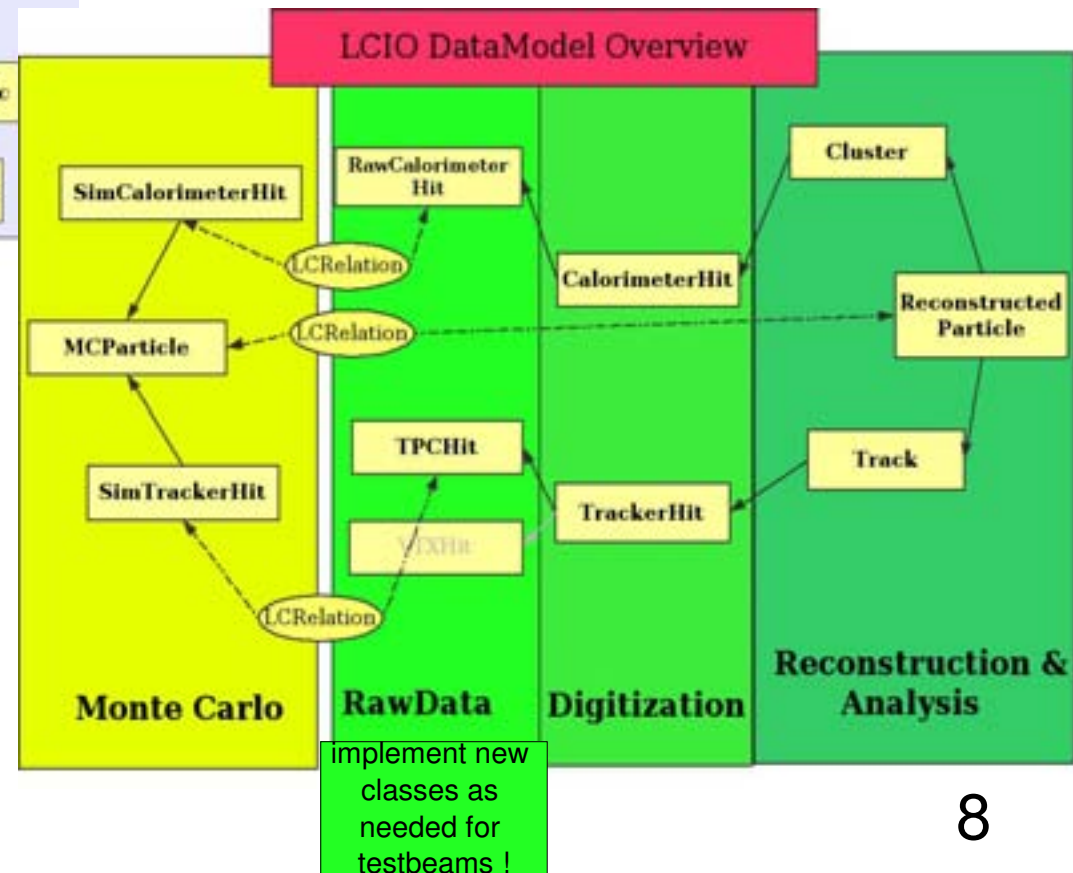 LCIO DataModel Overview
c
SimCalorimeterHit
MCParticle
SimTrackerHit
Monte Carlo
LCRelation
LCRelation
LCRelation
RawCalorimeter
Hit
TPCHit
VTXHit
RawData
CalorimeterHit
TrackerHit
Digitization
Cluster
Reconstructed
Particle
Track
Reconstruction &
Analysis
implement new
classes as
needed for
testbeams !
8